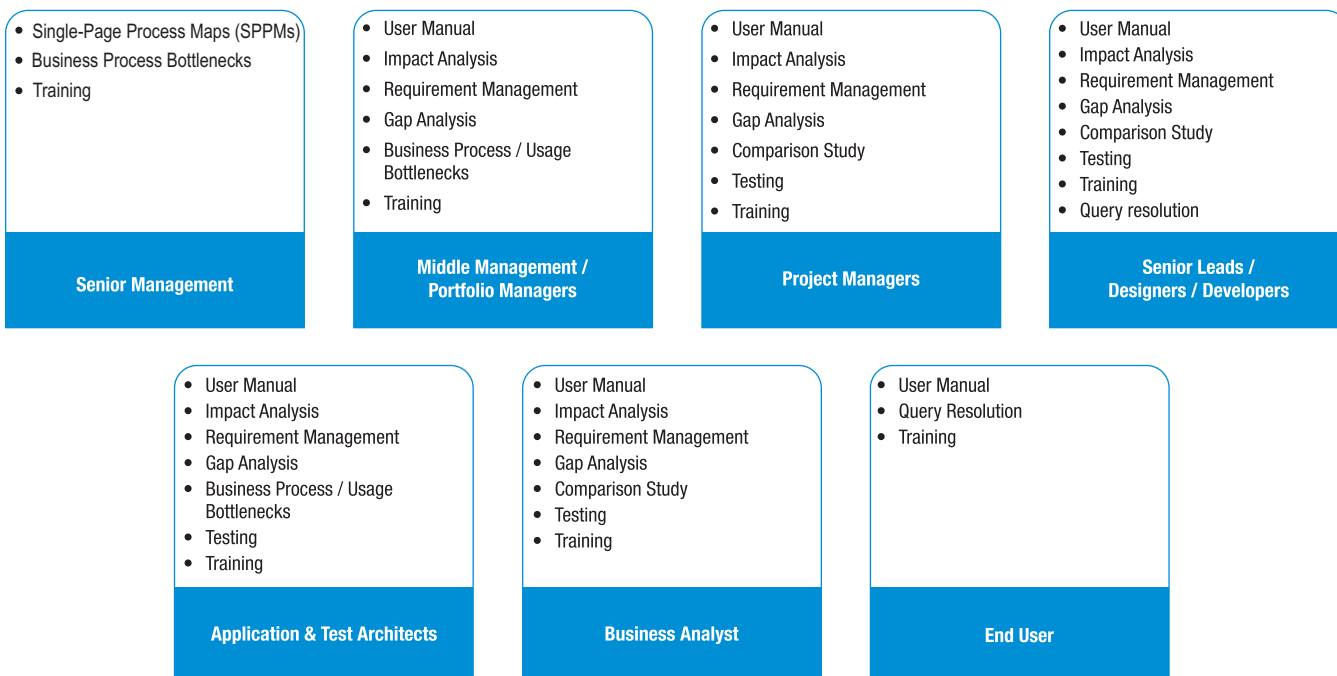 • Single-Page Process Maps (SPPMs)
• Business Process Bottlenecks
• Training
Senior Management
• User Manual
• Impact Analysis
• Requirement Management
• Gap Analysis
• Business Process / Usage
Bottlenecks
• Training
Middle Management /
Portfolio Managers
• User Manual
• Impact Analysis
• Requirement Management
• Gap Analysis
• Comparison Study
• Testing
• Training
Project Managers
• User Manual
• Impact Analysis
• Requirement Management
• Gap Analysis
• Comparison Study
• Testing
• Training
• Query resolution
Senior Leads /
Designers / Developers
• User Manual
• Impact Analysis
• Requirement Management
• Gap Analysis
• Business Process / Usage
Bottlenecks
• Testing
• Training
Application & Test Architects
• User Manual
• Impact Analysis
• Requirement Management
• Gap Analysis
• Comparison Study
• Testing
• Training
Business Analyst
• User Manual
• Query Resolution
• Training
End User